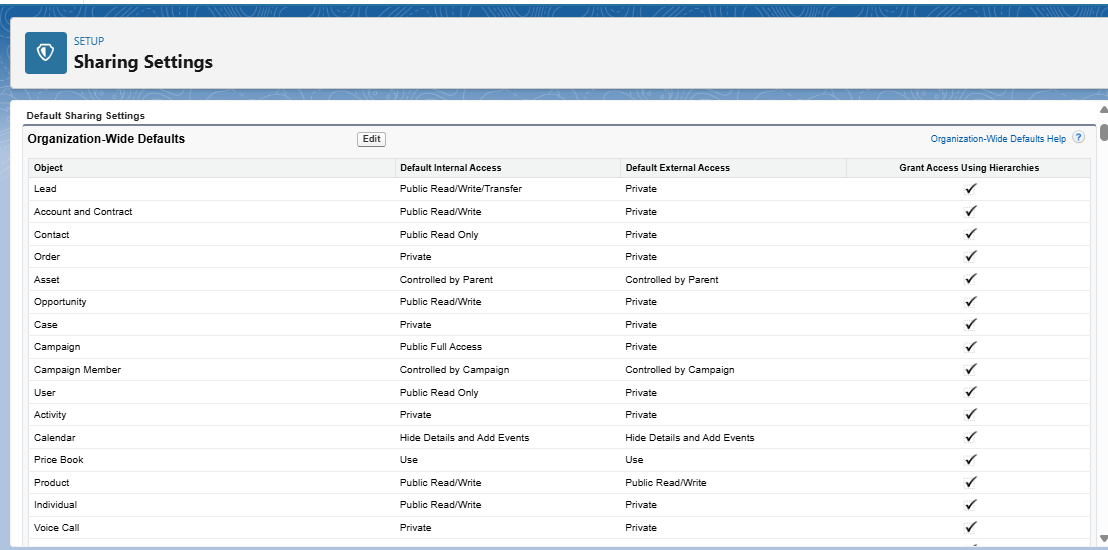 SETUP
Sharing Settings
Default Sharing Settings
Organization-Wide Defaults Edit Organization-Wide Defaults Help ?
Object Default Internal Access Default External Access Grant Access Using Hierarchies
Lead Public Read/Write/Transfer Private
Account and Contract Public Read/Write Private
Contact Public Read Only Private
Order Private Private
Asset Controlled by Parent Controlled by Parent
Opportunity Public Read/Write Private
Case Private Private
Campaign Public Full Access Private
Campaign Member Controlled by Campaign Controlled by Campaign
User Public Read Only Private
Activity Private Private
Calendar Hide Details and Add Events Hide Details and Add Events
Price Book Use Use
Product Public Read/Write Public Read/Write
Individual Public Read/Write Private
Voice Call Private Private